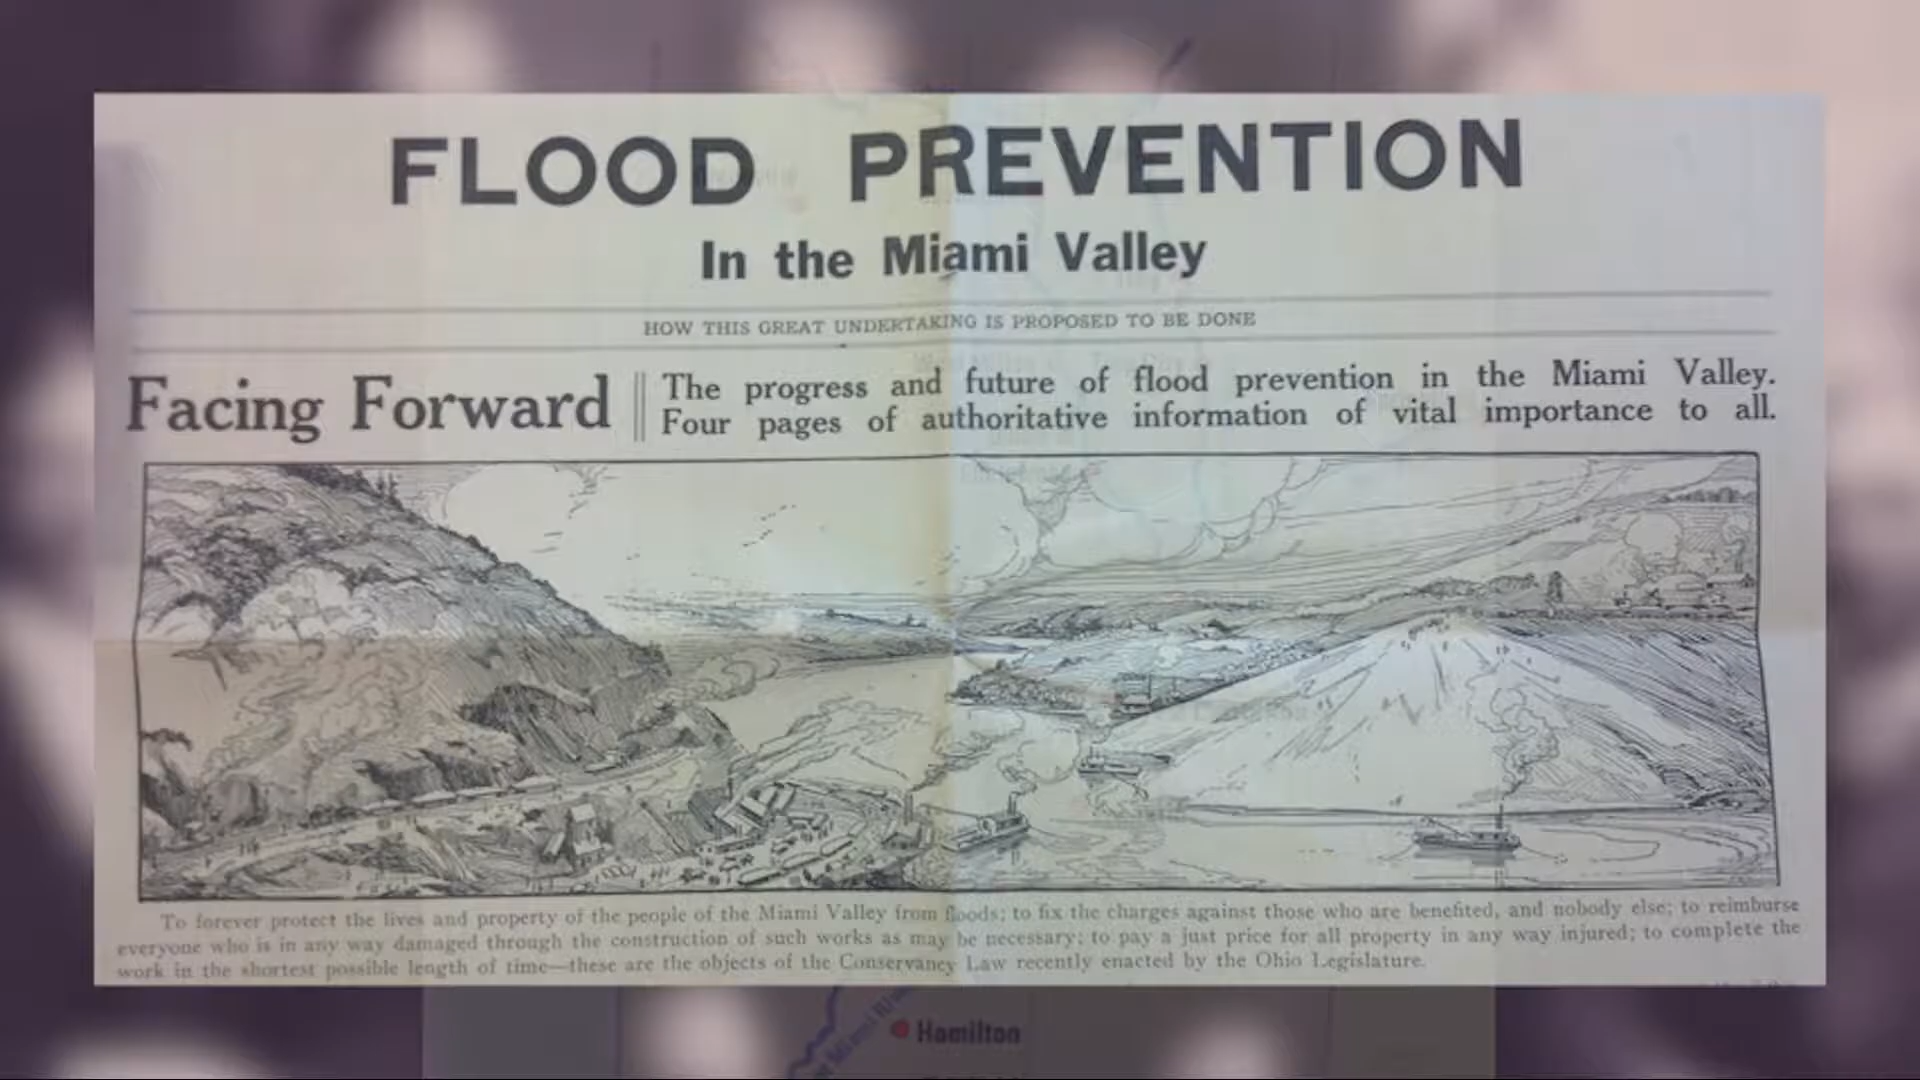 FLOOD PREVENTION
In the Miami Valley
HOW THIS GREAT UNDERTAKING IS PROPOSED TO BE DONE
Facing Forward
The progress and future of flood prevention in the Miami Valley.
Four pages of authoritative information of vital importance to all.
To forever protect the lives and property of the people of the Miami Valley from floods; to fix the charges against those who are benefited, and nobody else; to reimburse
everyone who is in any way damaged through the construction of such works as may be necessary; to pay a just price for all property in any way injured; to complete the
work in the shortest possible length of time—these are the objects of the Conservancy Law recently enacted by the Ohio Legislature.
Miami
Hamilton